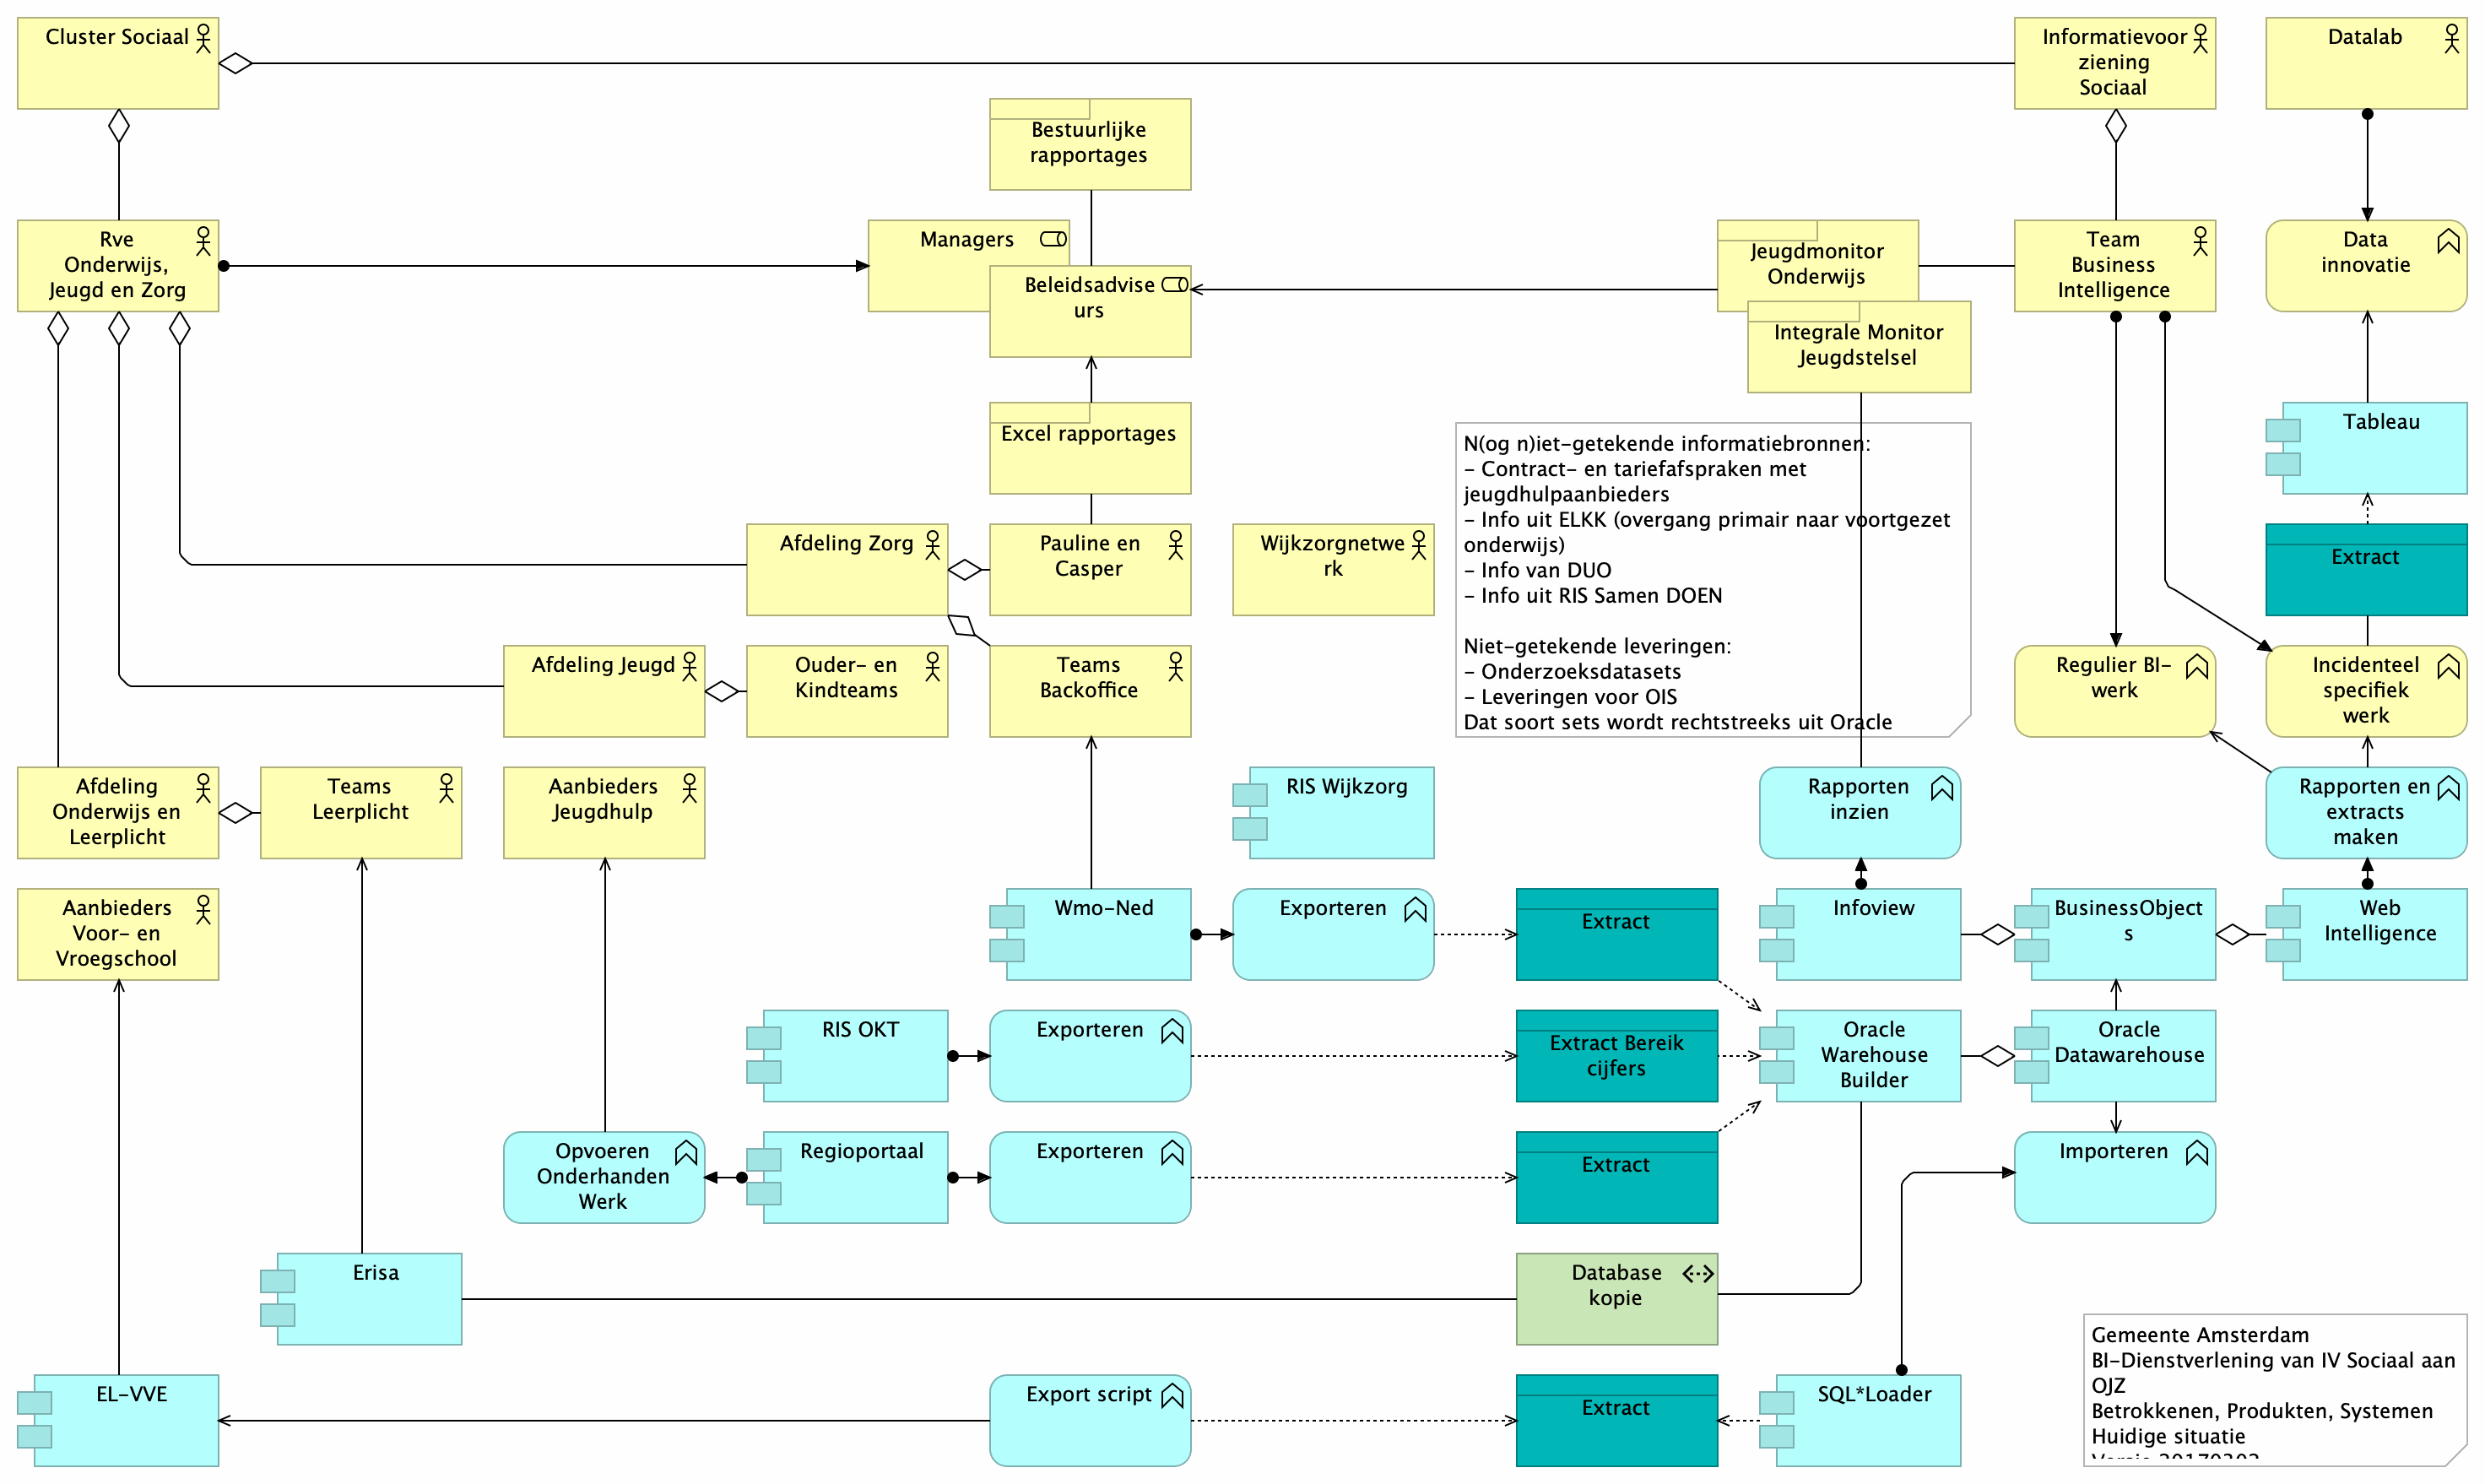 Cluster Sociaal
Informatievoor
ziening
Sociaal
Datalab
Bestuurlijke
rapportages
Rve
Onderwijs,
Jeugd en Zorg
Managers
Beleidsadvise
urs
Jeugdmonitor
Onderwijs
Integrale Monitor
Jeugdstelsel
Team
Business
Intelligence
Data
innovatie
Excel rapportages
N(og n)iet-getekende informatiebronnen:
- Contract- en tariefafspraken met
jeugdhulpaanbieders
- Info uit ELKK (overgang primair naar voortgezet
onderwijs)
- Info van DUO
- Info uit RIS Samen DOEN
Niet-getekende leveringen:
- Onderzoeksdatasets
- Leveringen voor OIS
Dat soort sets wordt rechtstreeks uit Oracle
Tableau
Afdeling Zorg
Pauline en
Casper
Wijkzorgnetwe
rk
Extract
Afdeling Jeugd
Ouder- en
Kindteams
Teams
Backoffice
Regulier BI-
werk
Incidenteel
specifiek
werk
Afdeling
Onderwijs en
Leerplicht
Teams
Leerplicht
Aanbieders
Jeugdhulp
RIS Wijkzorg
Rapporten
inzien
Rapporten en
extracts
maken
Aanbieders
Voor- en
Vroegschool
Wmo-Ned
Exporteren
Extract
Infoview
BusinessObject
s
Web
Intelligence
RIS OKT
Exporteren
Extract Bereik
cijfers
Oracle
Warehouse
Builder
Oracle
Datawarehouse
Opvoeren
Onderhanden
Werk
Regioportaal
Exporteren
Extract
Importeren
Erisa
Database
kopie
EL-VVE
Export script
Extract
SQL*Loader
Gemeente Amsterdam
BI-Dienstverlening van IV Sociaal aan
OJZ
Betrokkenen, Produkten, Systemen
Huidige situatie